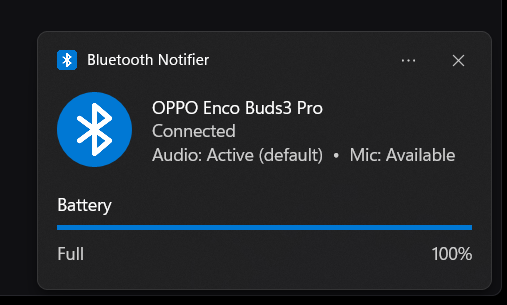 Bluetooth Notifier
OPPO Enco Buds3 Pro
Connected
Audio: Active (default) • Mic: Available
Battery
Full 100%